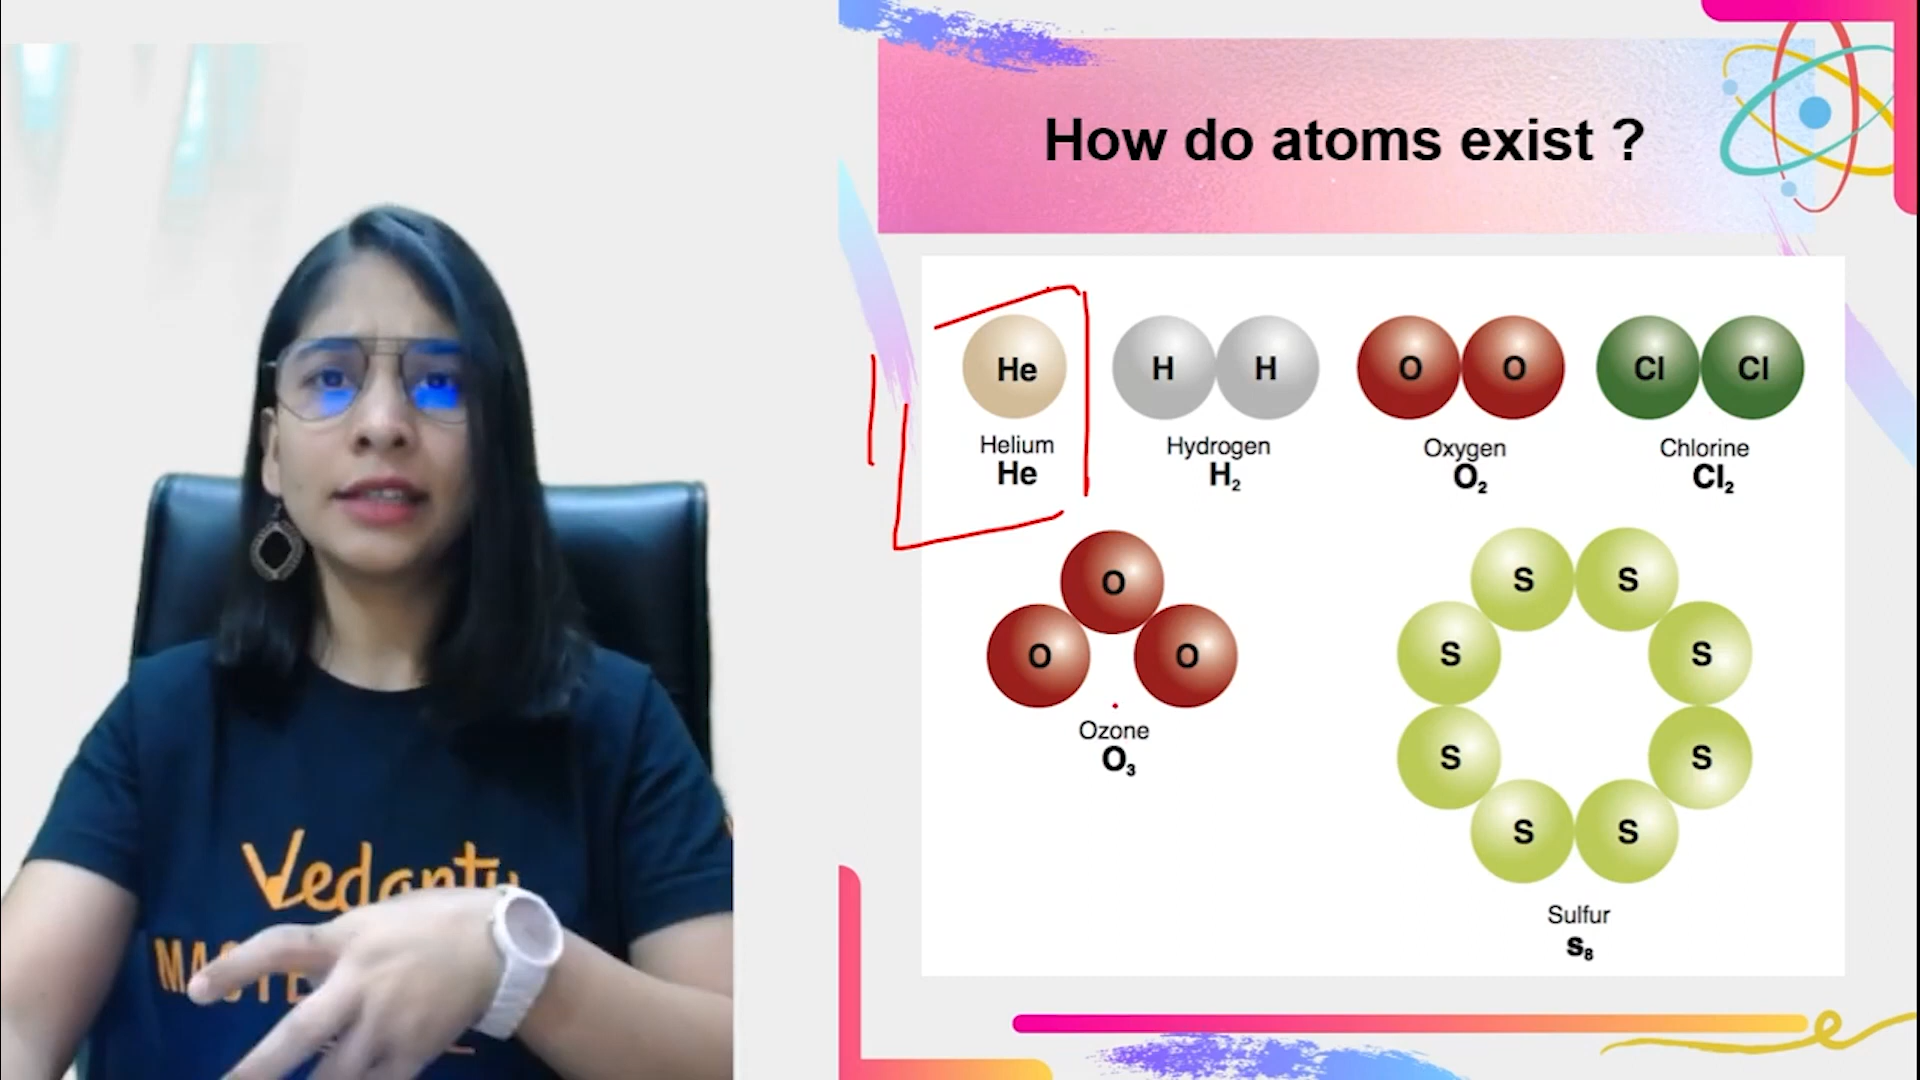 How do atoms exist ?
He
H H
O O
Cl Cl
Helium
He
Hydrogen
H₂
Oxygen
O₂
Chlorine
Cl₂
O
O O
Ozone
O₃
S S
S S
S S
S S
Sulfur
S₈
Vedantu